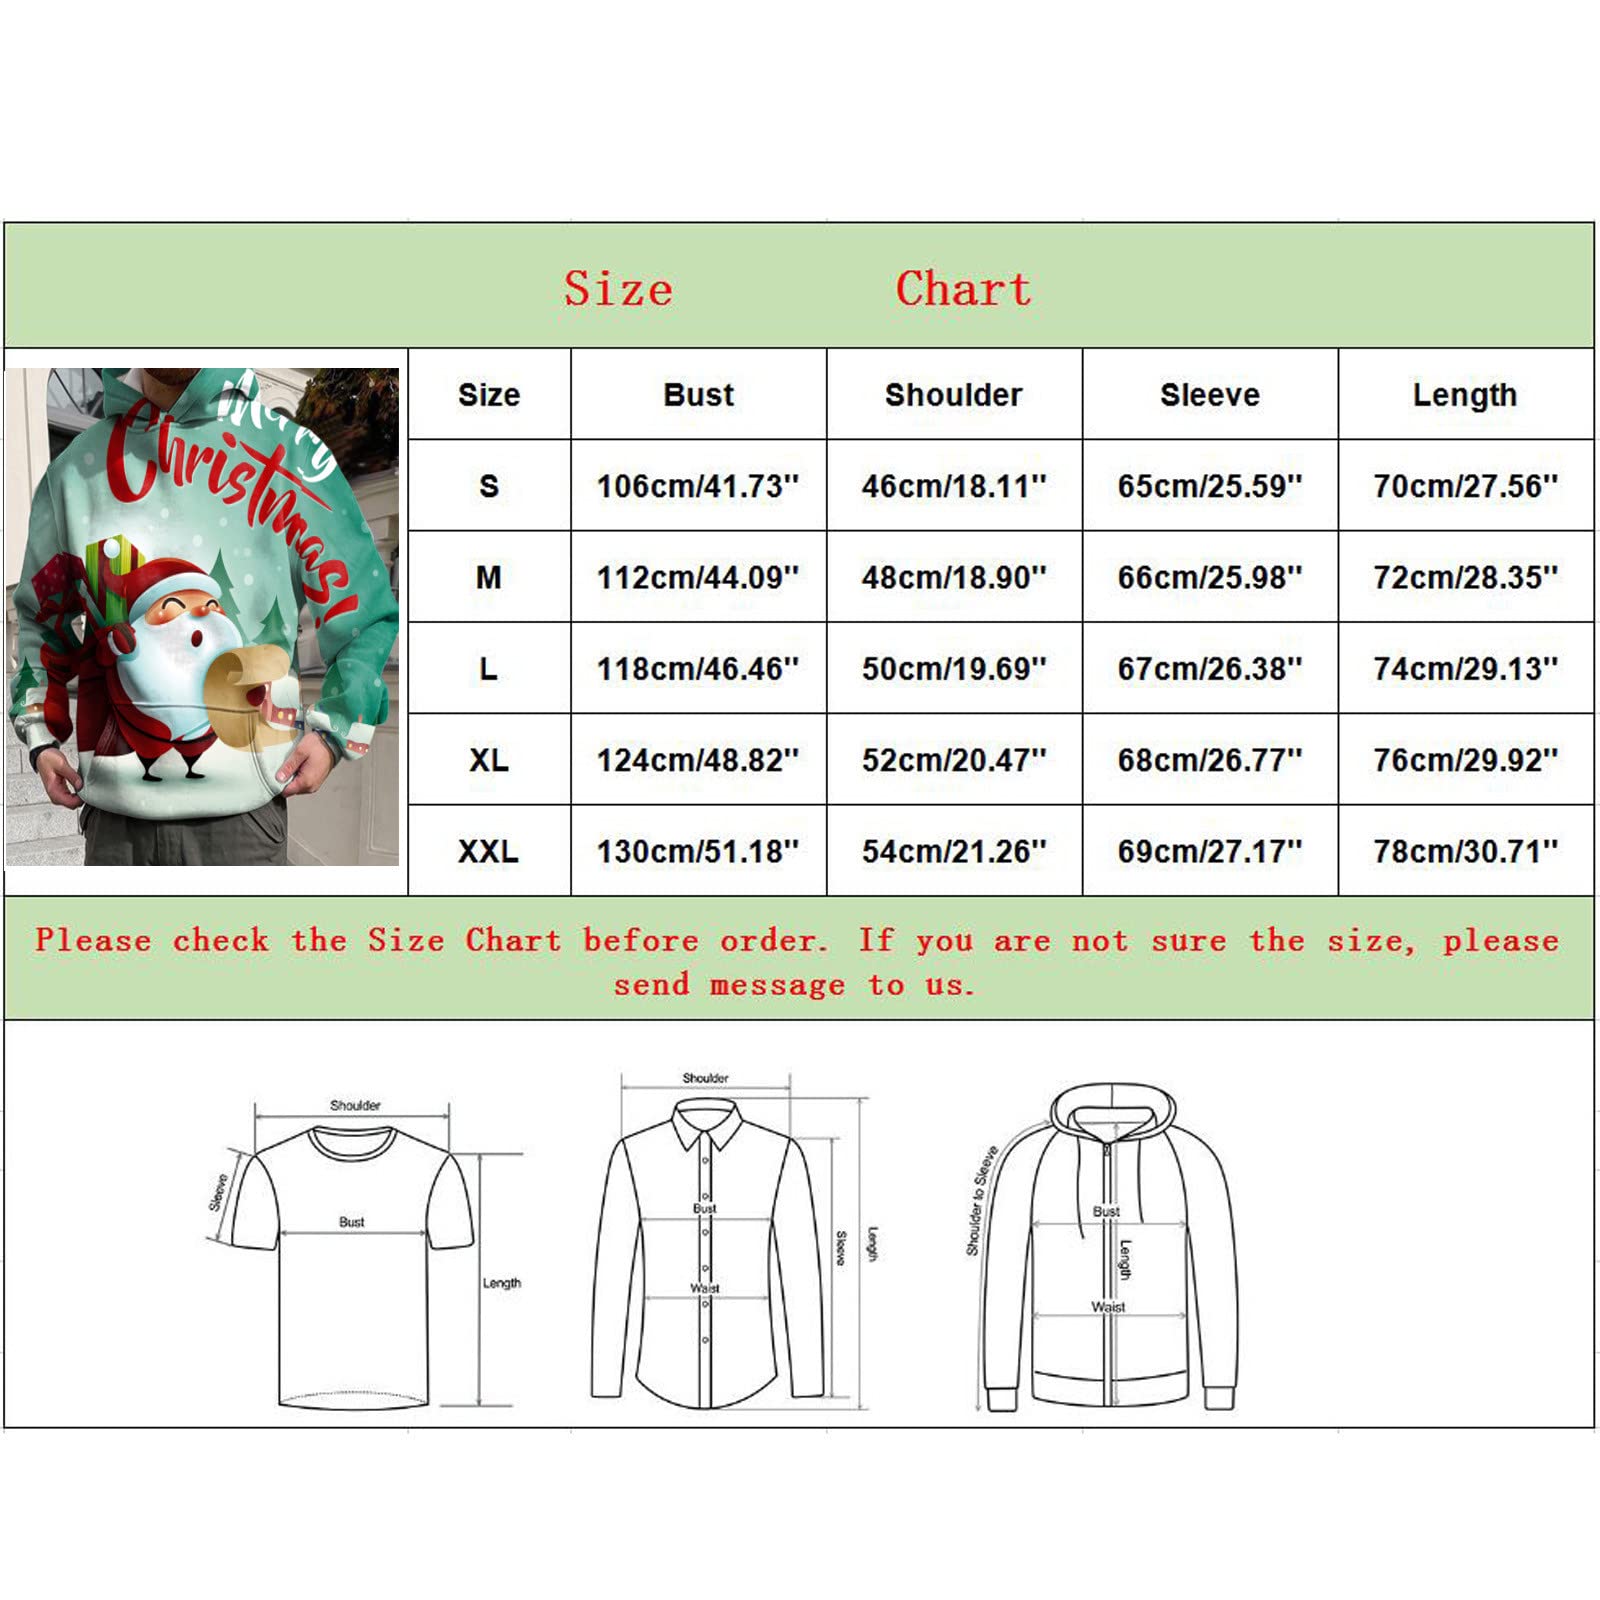 Size Chart
Merry
Christmas!
Size Bust Shoulder Sleeve Length
S 106cm/41.73" 46cm/18.11" 65cm/25.59" 70cm/27.56"
M 112cm/44.09" 48cm/18.90" 66cm/25.98" 72cm/28.35"
L 118cm/46.46" 50cm/19.69" 67cm/26.38" 74cm/29.13"
XL 124cm/48.82" 52cm/20.47" 68cm/26.77" 76cm/29.92"
XXL 130cm/51.18" 54cm/21.26" 69cm/27.17" 78cm/30.71"
Please check the Size Chart before order. If you are not sure the size, please
send message to us.
Shoulder
Sleeve
Bust
Length
Shoulder
Bust
Waist
Sleeve
Length
Shoulder to Sleeve
Bust
Length
Waist